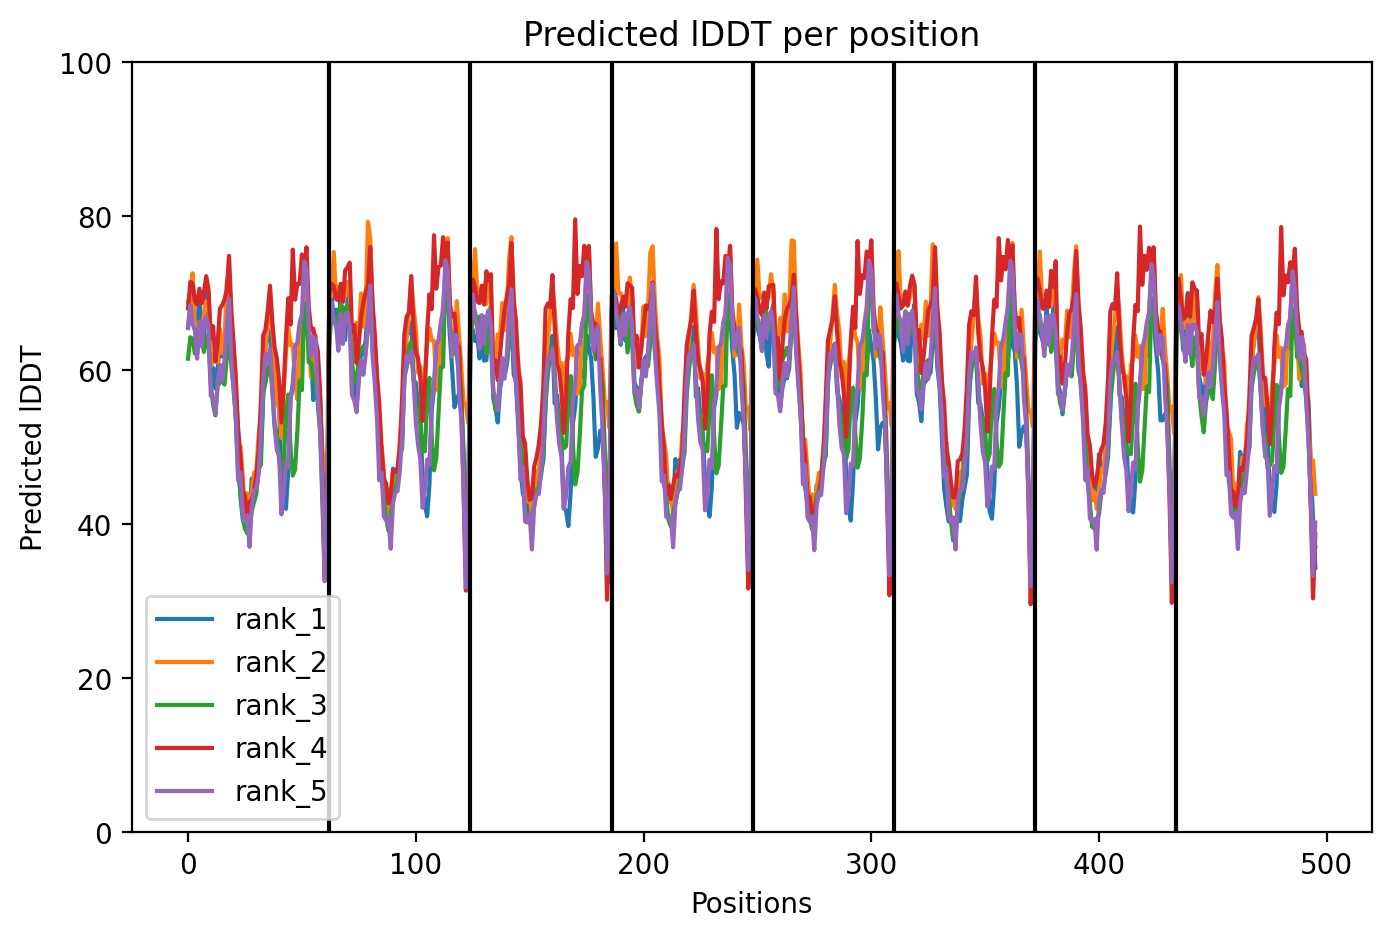 Predicted lDDT per position
100
80
60
40
20
0
Predicted lDDT
rank_1
rank_2
rank_3
rank_4
rank_5
0 100 200 300 400 500
Positions